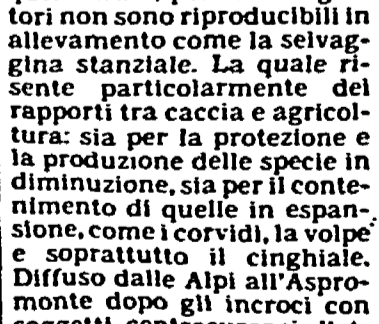 tori non sono riproducibili in
allevamento come la selvag-
gina stanziale. La quale ri-
sente particolarmente dei
rapporti tra caccia e agricol-
tura: sia per la protezione e
la produzione delle specie in
diminuzione, sia per il conte-
nimento di quelle in espan-
sione, come i corvidi, la volpe
e soprattutto il cinghiale.
Diffuso dalle Alpi all'Aspro-
monte dopo gli incroci con